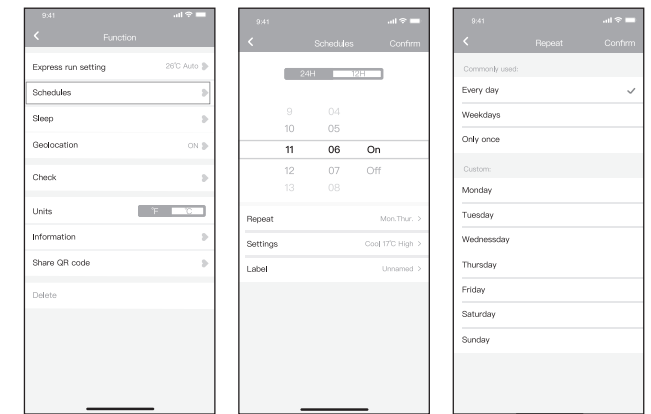 9:41
Function
Express run setting 26℃ Auto
Schedules
Sleep
Geolocation ON
Check
Units °F ℃
Information
Share QR code
Delete
9:41
Schedules Confirm
24H 12H
9 04
10 05
11 06 On
12 07 Off
13 08
Repeat Mon.Thur. >
Settings Cool 17℃ High >
Label Unnamed >
9:41
Repeat Confirm
Commonly used:
Every day
Weekdays
Only once
Custom:
Monday
Tuesday
Wednessday
Thursday
Friday
Saturday
Sunday